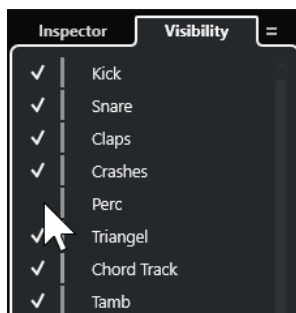 Inspector Visibility
Kick
Snare
Claps
Crashes
Perc
Triangel
Chord Track
Tamb